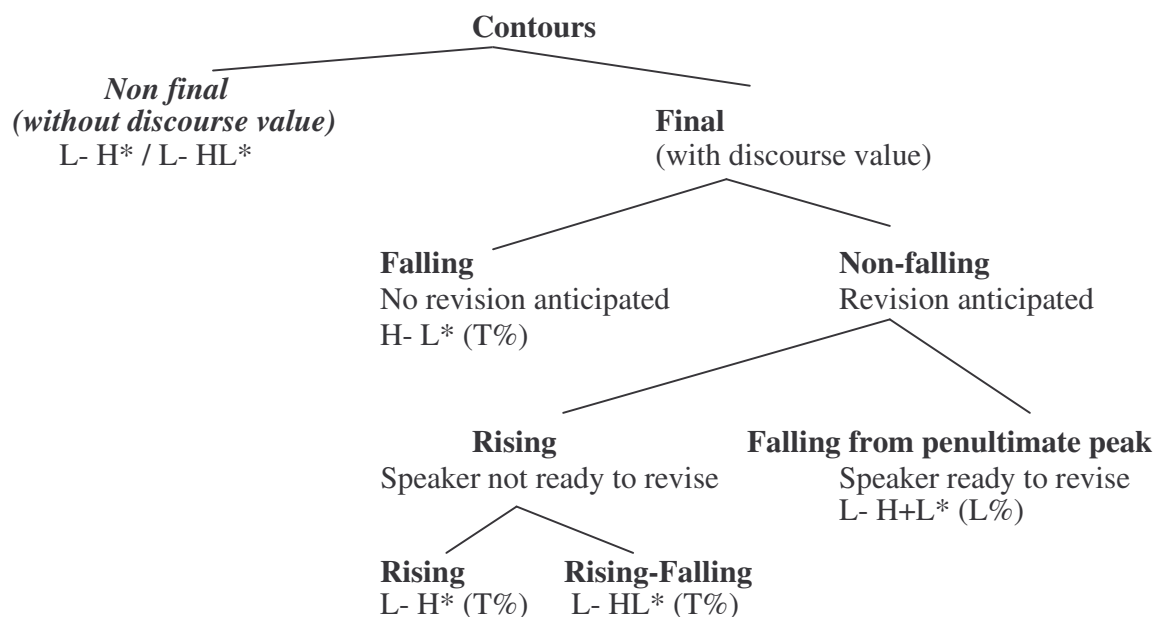 Contours
Non final
(without discourse value)
L- H* / L- HL*
Final
(with discourse value)
Falling
No revision anticipated
H- L* (T%)
Non-falling
Revision anticipated
Rising
Speaker not ready to revise
Falling from penultimate peak
Speaker ready to revise
L- H+L* (L%)
Rising
L- H* (T%)
Rising-Falling
L- HL* (T%)